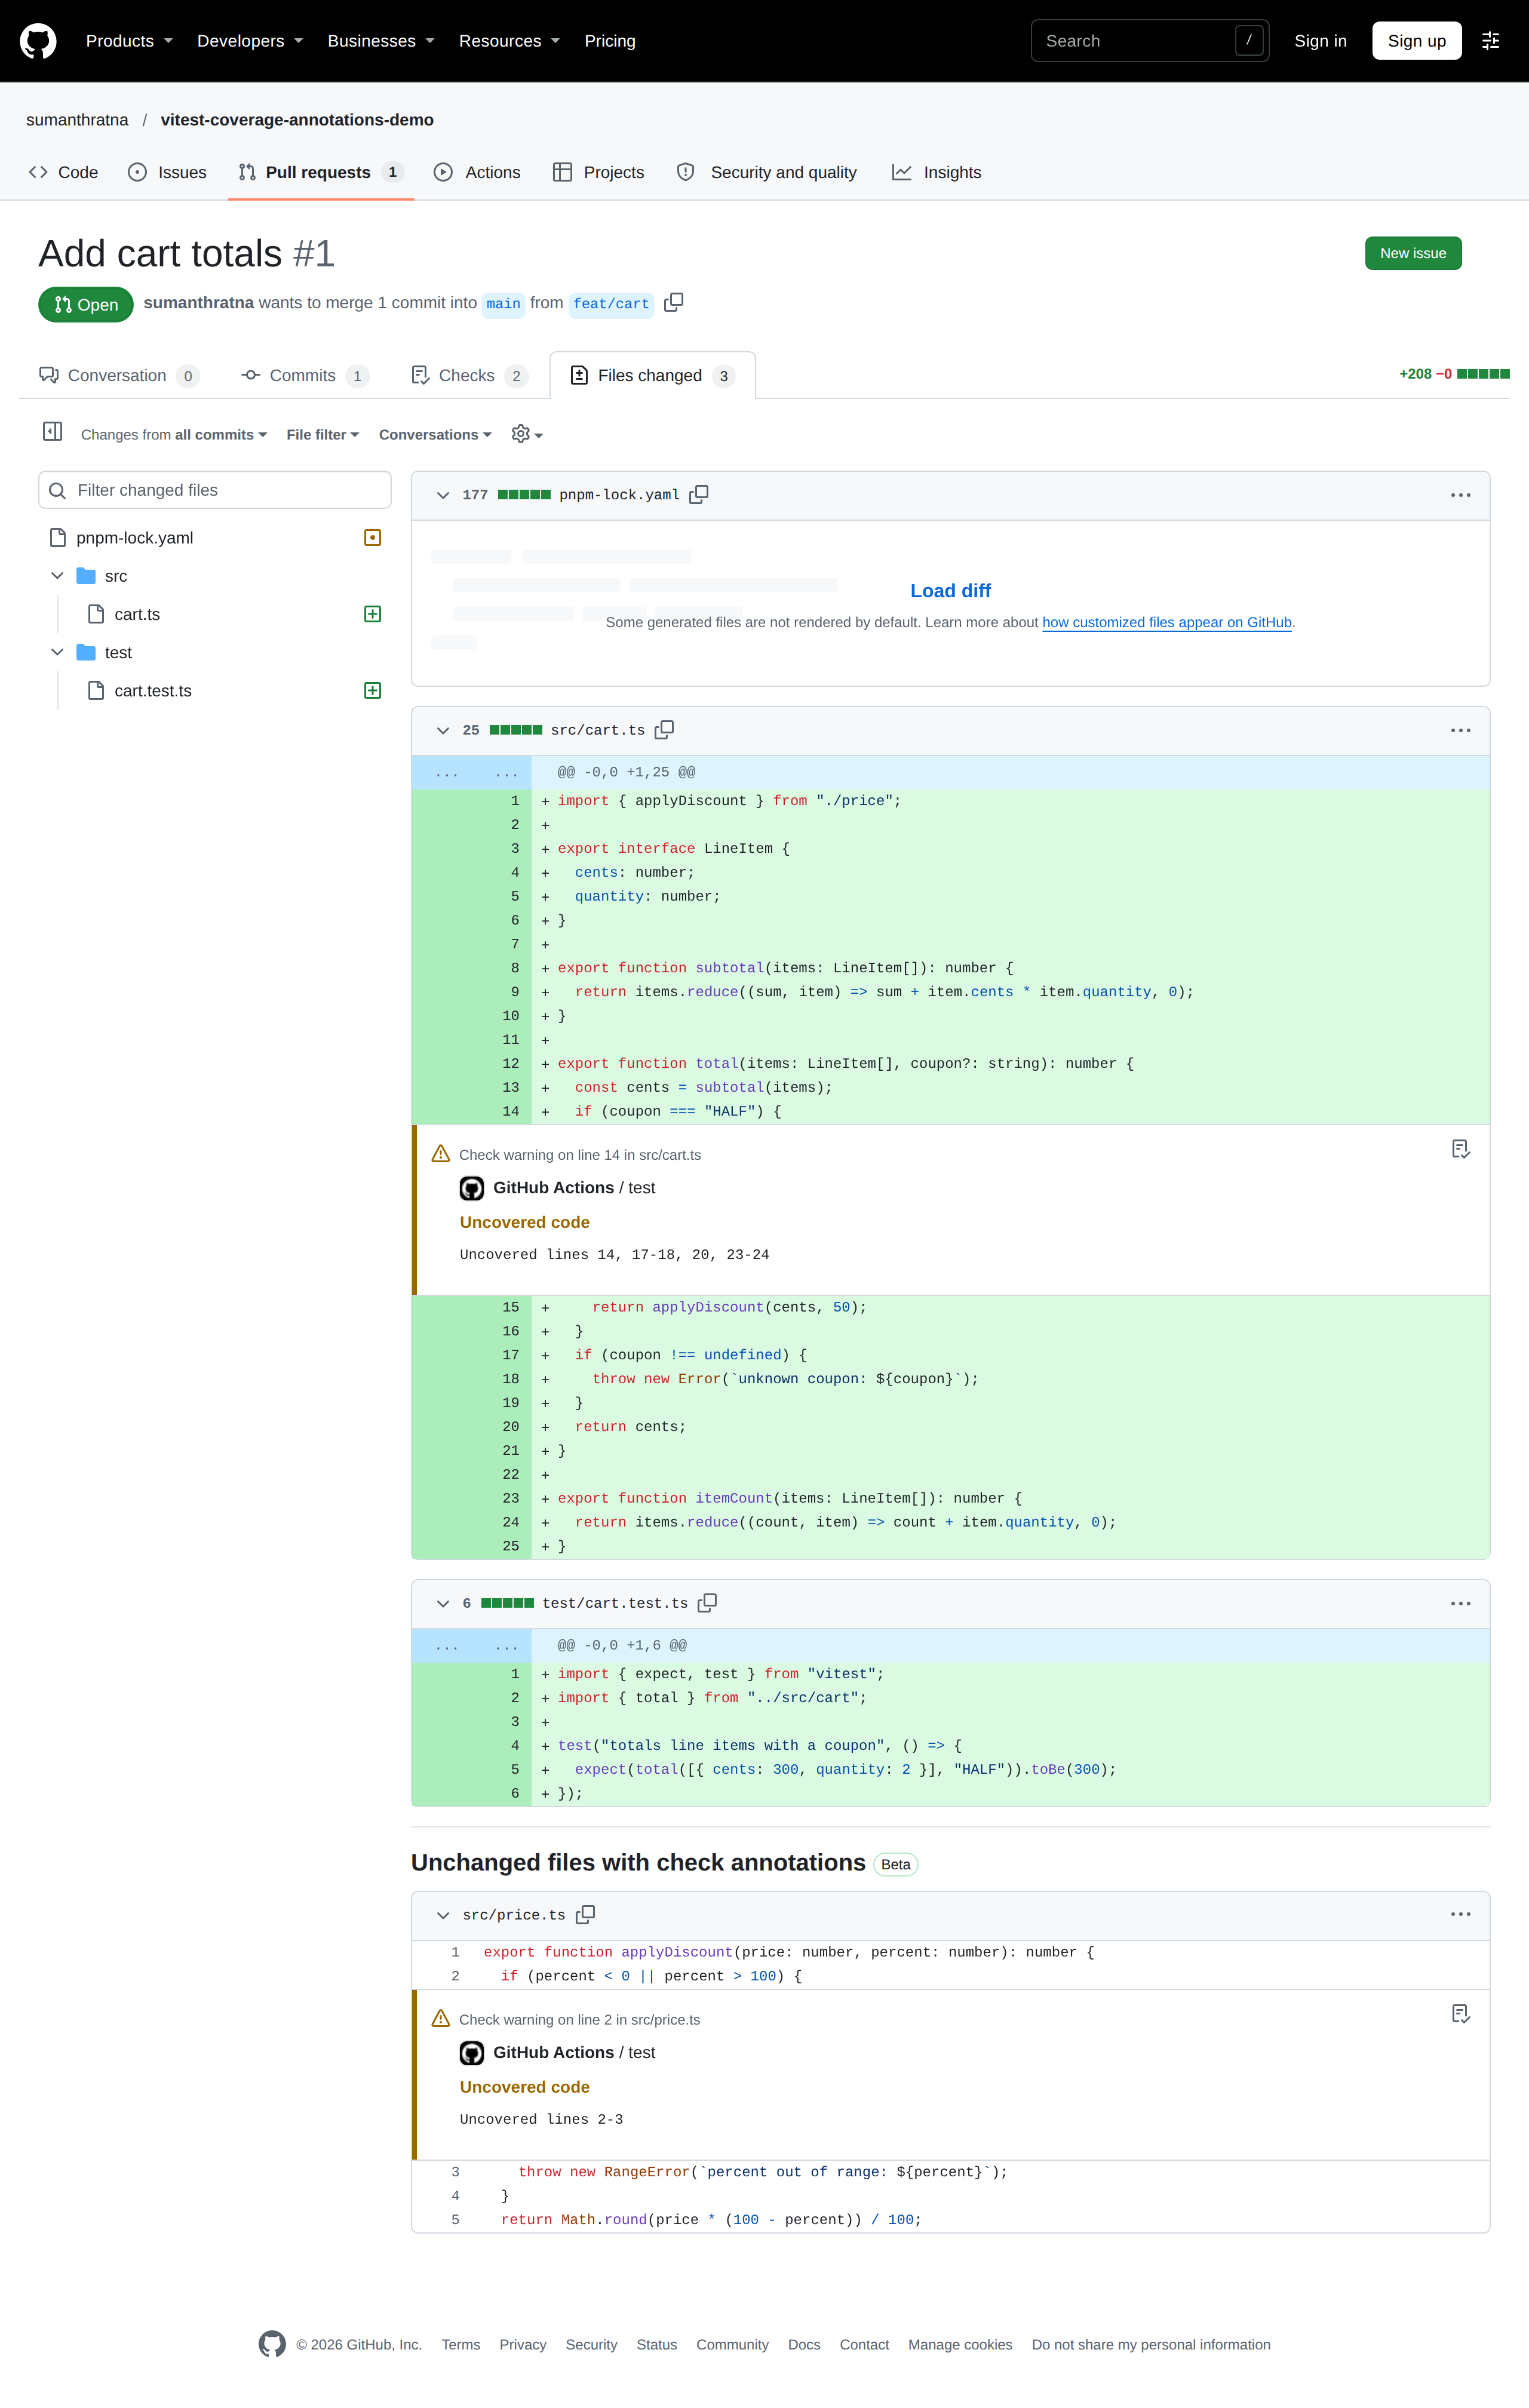 Products Developers Businesses Resources Pricing Search / Sign in Sign up
sumanthratna / vitest-coverage-annotations-demo
Code Issues Pull requests 1 Actions Projects Security and quality Insights
Add cart totals #1
New issue
Open sumanthratna wants to merge 1 commit into main from feat/cart
Conversation 0 Commits 1 Checks 2 Files changed 3 +208 −0
Changes from all commits File filter Conversations
Filter changed files
pnpm-lock.yaml
src
cart.ts
test
cart.test.ts
177 pnpm-lock.yaml
Load diff
Some generated files are not rendered by default. Learn more about how customized files appear on GitHub.
25 src/cart.ts
... ... @@ -0,0 +1,25 @@
1 + import { applyDiscount } from "./price";
2 +
3 + export interface LineItem {
4 +   cents: number;
5 +   quantity: number;
6 + }
7 +
8 + export function subtotal(items: LineItem[]): number {
9 +   return items.reduce((sum, item) => sum + item.cents * item.quantity, 0);
10 + }
11 +
12 + export function total(items: LineItem[], coupon?: string): number {
13 +   const cents = subtotal(items);
14 +   if (coupon === "HALF") {
Check warning on line 14 in src/cart.ts
GitHub Actions / test
Uncovered code
Uncovered lines 14, 17-18, 20, 23-24
15 +     return applyDiscount(cents, 50);
16 +   }
17 +   if (coupon !== undefined) {
18 +     throw new Error(`unknown coupon: ${coupon}`);
19 +   }
20 +   return cents;
21 + }
22 +
23 + export function itemCount(items: LineItem[]): number {
24 +   return items.reduce((count, item) => count + item.quantity, 0);
25 + }
6 test/cart.test.ts
... ... @@ -0,0 +1,6 @@
1 + import { expect, test } from "vitest";
2 + import { total } from "../src/cart";
3 +
4 + test("totals line items with a coupon", () => {
5 +   expect(total([{ cents: 300, quantity: 2 }], "HALF")).toBe(300);
6 + });
Unchanged files with check annotations Beta
src/price.ts
1 export function applyDiscount(price: number, percent: number): number {
2   if (percent < 0 || percent > 100) {
Check warning on line 2 in src/price.ts
GitHub Actions / test
Uncovered code
Uncovered lines 2-3
3     throw new RangeError(`percent out of range: ${percent}`);
4   }
5   return Math.round(price * (100 - percent)) / 100;
© 2026 GitHub, Inc. Terms Privacy Security Status Community Docs Contact Manage cookies Do not share my personal information